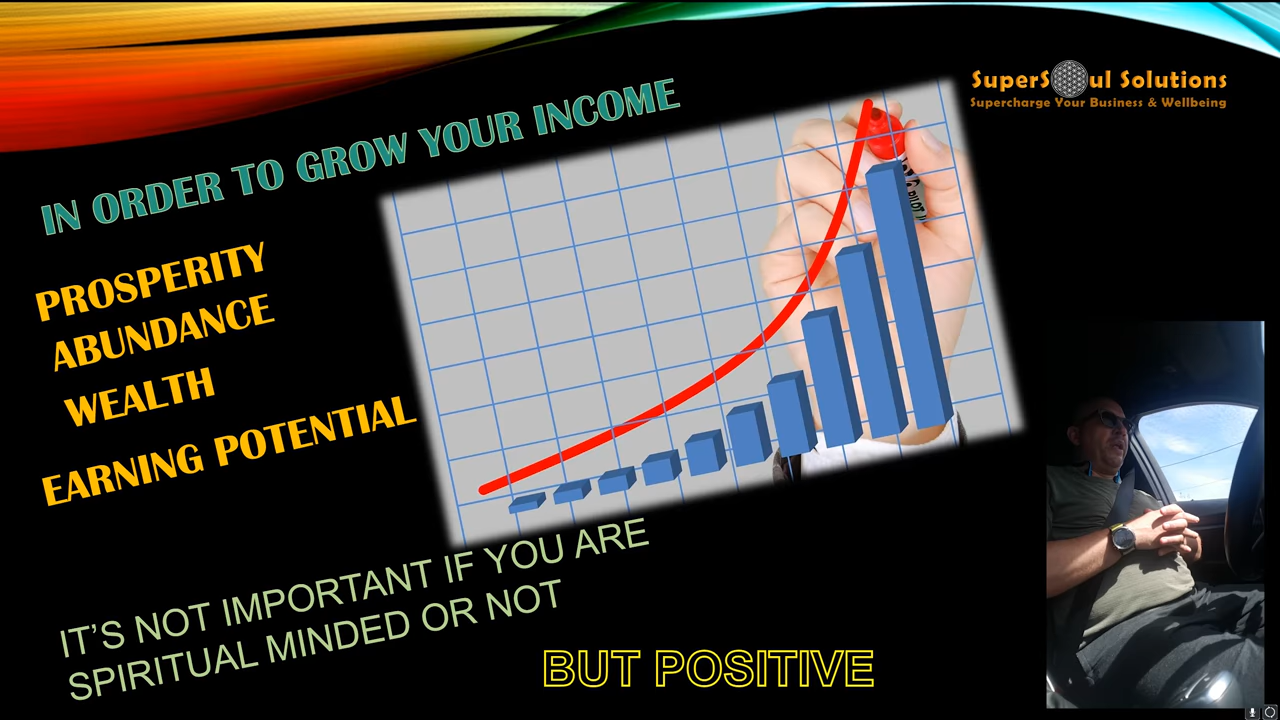 SuperSoul Solutions
Supercharge Your Business & Wellbeing
IN ORDER TO GROW YOUR INCOME
PROSPERITY
ABUNDANCE
WEALTH
EARNING POTENTIAL
IT'S NOT IMPORTANT IF YOU ARE
SPIRITUAL MINDED OR NOT
BUT POSITIVE